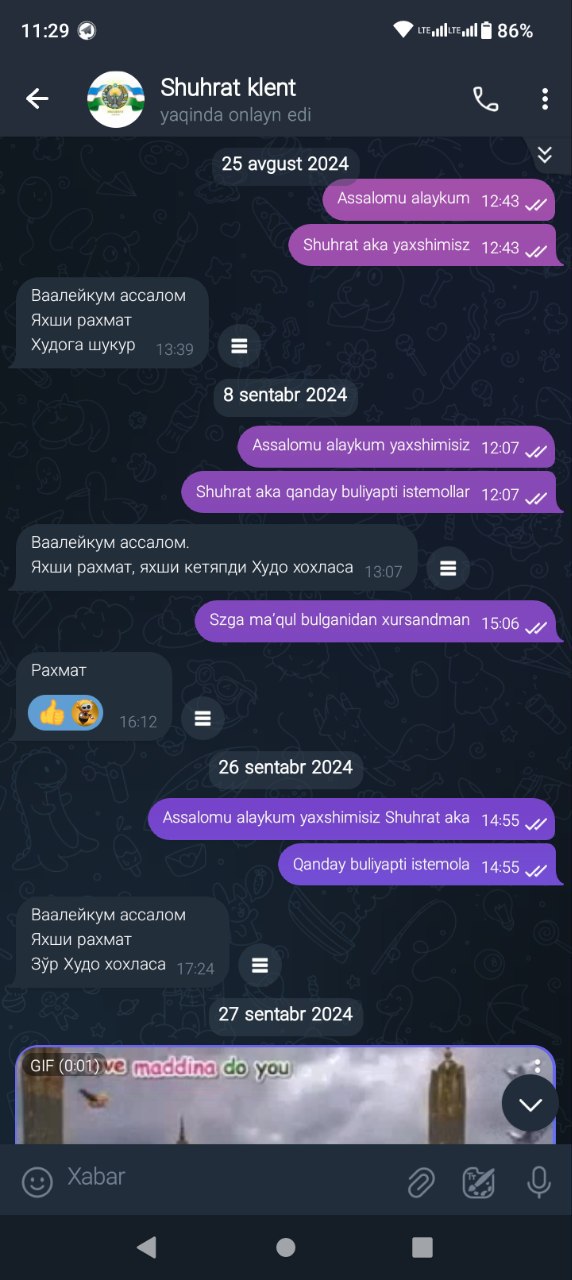 11:29
LTE LTE 86%
Shuhrat klent
yaqinda onlayn edi
25 avgust 2024
Assalomu alaykum 12:43
Shuhrat aka yaxshimisz 12:43
Ваалейкум ассалом
Яхши рахмат
Худога шукур 13:39
8 sentabr 2024
Assalomu alaykum yaxshimisiz 12:07
Shuhrat aka qanday buliyapti istemollar 12:07
Ваалейкум ассалом.
Яхши рахмат, яхши кетяпди Худо хохласа 13:07
Szga ma’qul bulganidan xursandman 15:06
Рахмат
16:12
26 sentabr 2024
Assalomu alaykum yaxshimisiz Shuhrat aka 14:55
Qanday buliyapti istemola 14:55
Ваалейкум ассалом
Яхши рахмат
Зўр Худо хохласа 17:24
27 sentabr 2024
GIF (0:01) ve maddina do you
Xabar